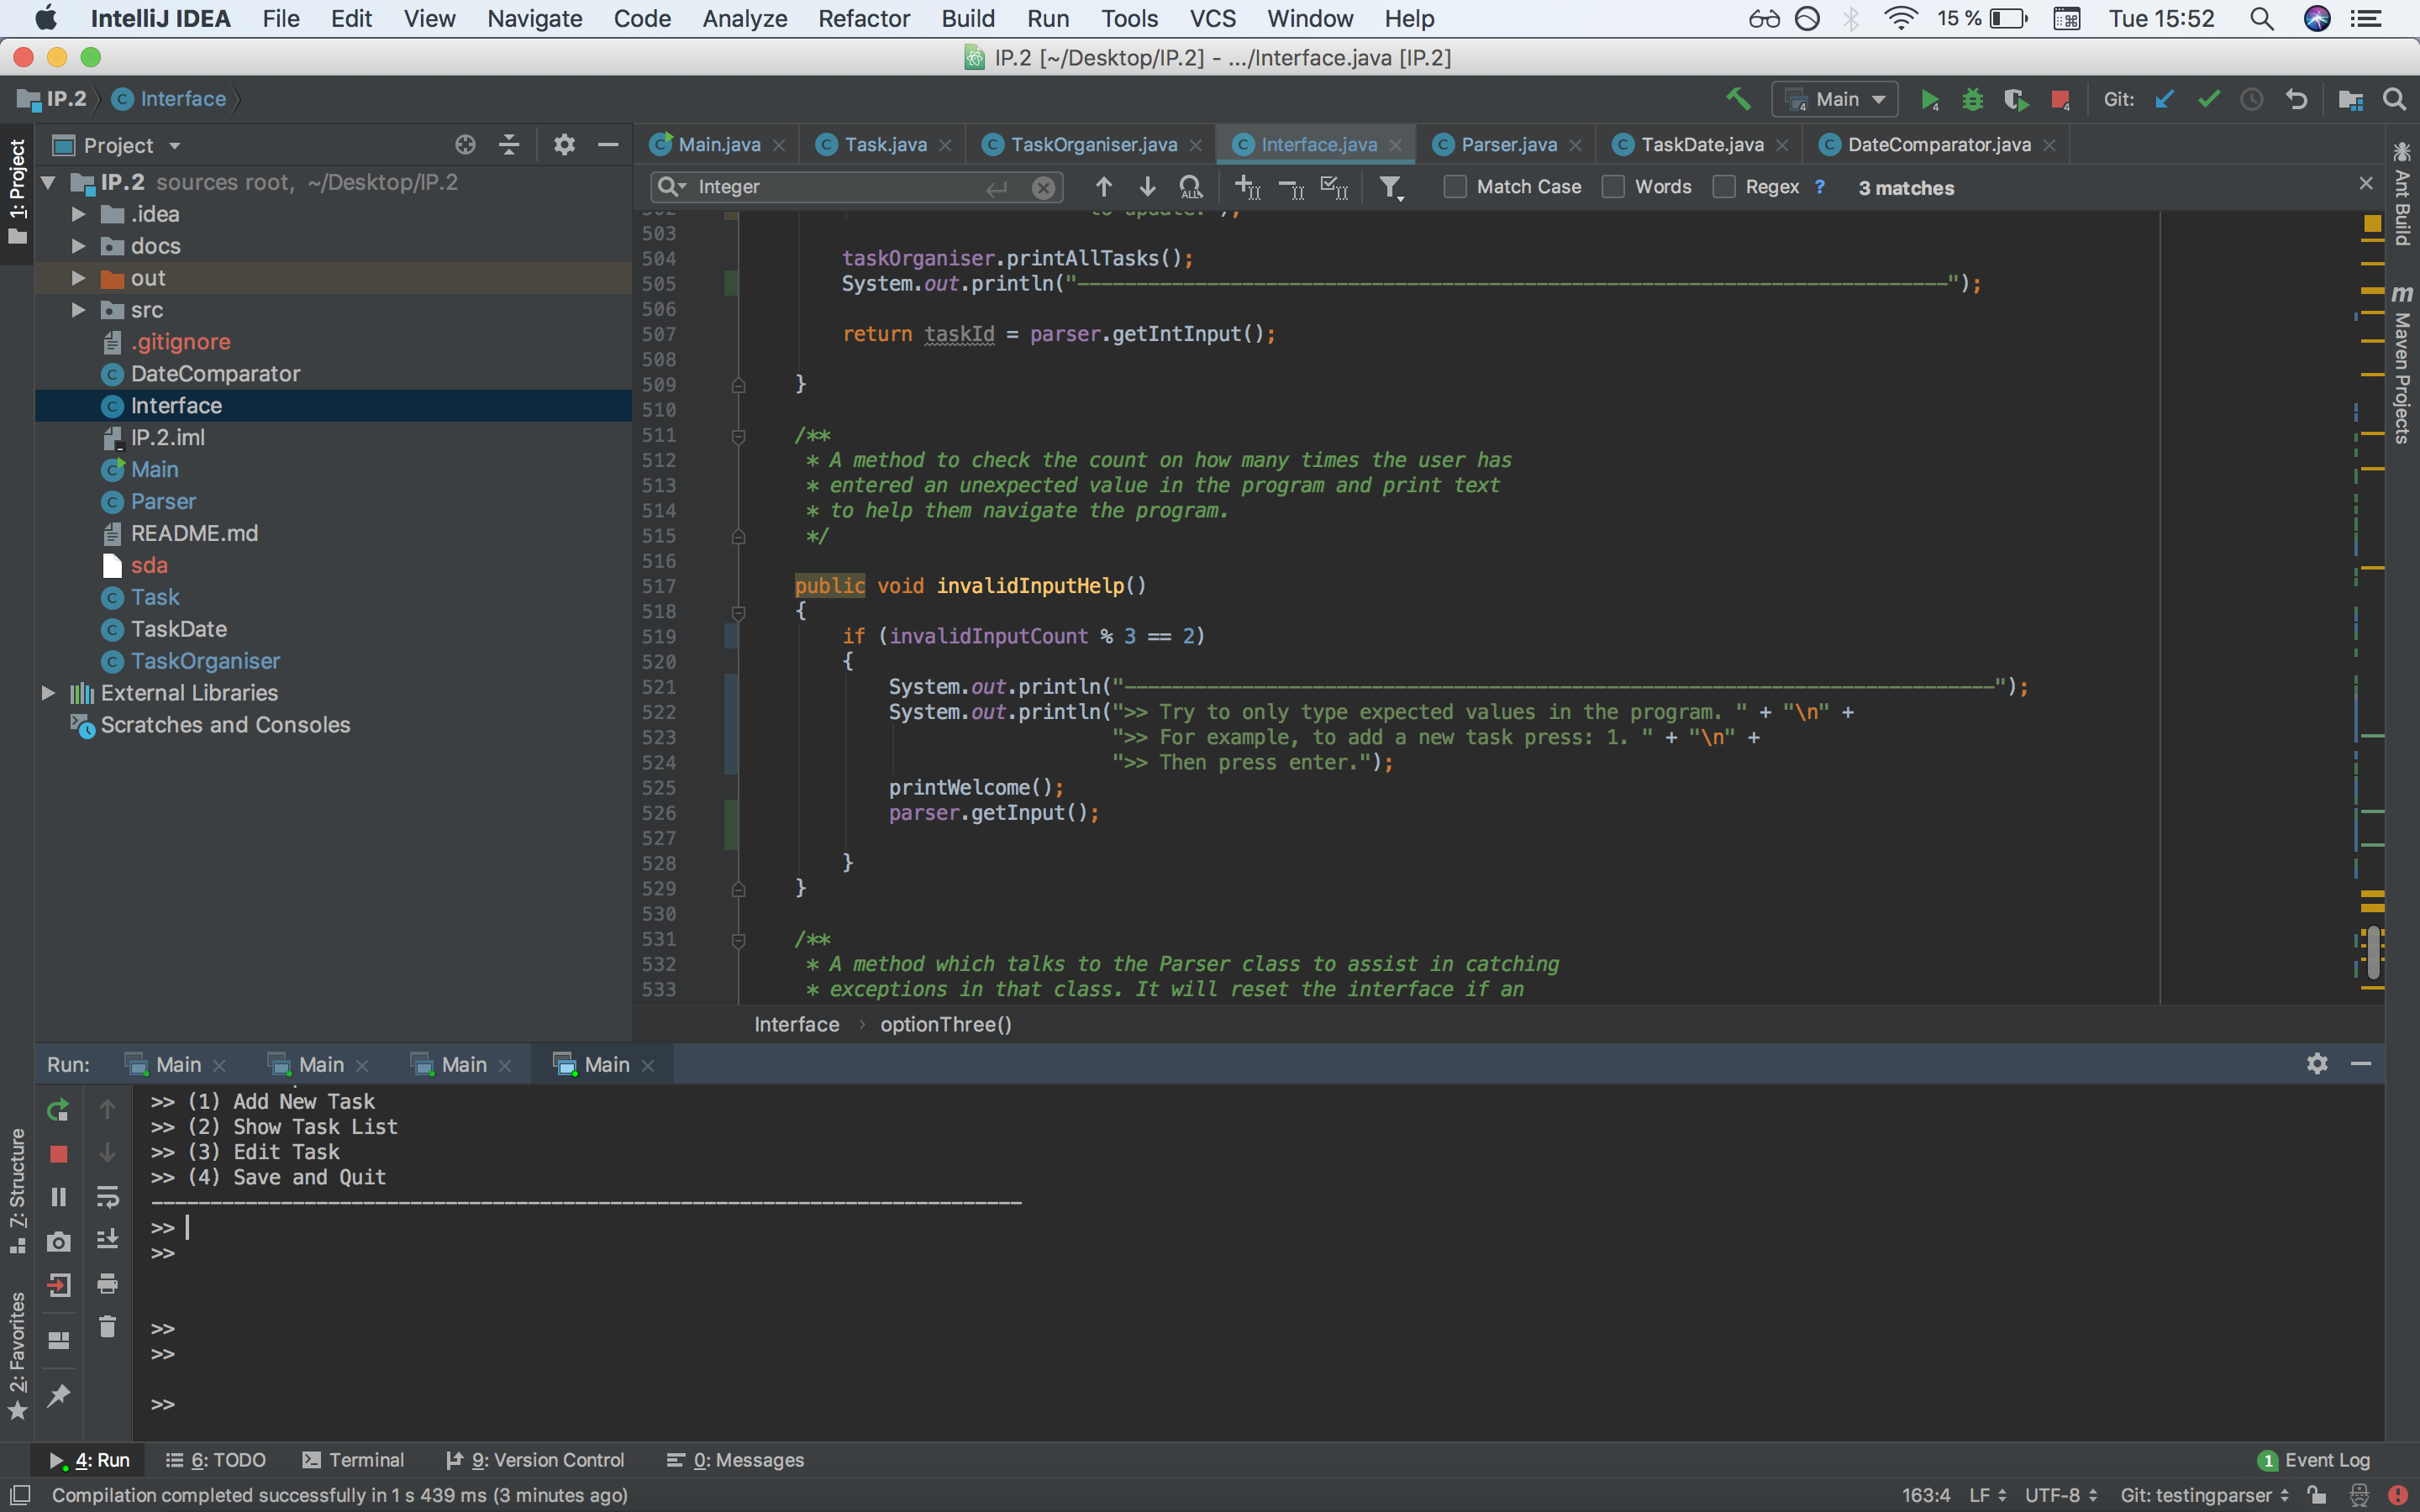 IntelliJ IDEA File Edit View Navigate Code Analyze Refactor Build Run Tools VCS Window Help 15 % Tue 15:52
IP.2 [~/Desktop/IP.2] - .../Interface.java [IP.2]
IP.2 Interface Main Git:
Project
Main.java Task.java TaskOrganiser.java Interface.java Parser.java TaskDate.java DateComparator.java
Integer Match Case Words Regex ? 3 matches
1: Project
7: Structure
2: Favorites
Ant Build
Maven Projects
IP.2 sources root, ~/Desktop/IP.2
.idea
docs
out
src
.gitignore
DateComparator
Interface
IP.2.iml
Main
Parser
README.md
sda
Task
TaskDate
TaskOrganiser
External Libraries
Scratches and Consoles
502 to update.");
503
504 taskOrganiser.printAllTasks();
505 System.out.println("--------------------------------------------------------------------------");
506
507 return taskId = parser.getIntInput();
508
509 }
510
511 /**
512 * A method to check the count on how many times the user has
513 * entered an unexpected value in the program and print text
514 * to help them navigate the program.
515 */
516
517 public void invalidInputHelp()
518 {
519 if (invalidInputCount % 3 == 2)
520 {
521 System.out.println("--------------------------------------------------------------------------");
522 System.out.println(">> Try to only type expected values in the program. " + "\n" +
523 ">> For example, to add a new task press: 1. " + "\n" +
524 ">> Then press enter.");
525 printWelcome();
526 parser.getInput();
527
528 }
529 }
530
531 /**
532 * A method which talks to the Parser class to assist in catching
533 * exceptions in that class. It will reset the interface if an
Interface › optionThree()
Run: Main Main Main Main
>> (1) Add New Task
>> (2) Show Task List
>> (3) Edit Task
>> (4) Save and Quit
--------------------------------------------------------------------------
>>
>>
>>
>>
>>
4: Run 6: TODO Terminal 9: Version Control 0: Messages 1 Event Log
Compilation completed successfully in 1 s 439 ms (3 minutes ago) 163:4 LF UTF-8 Git: testingparser